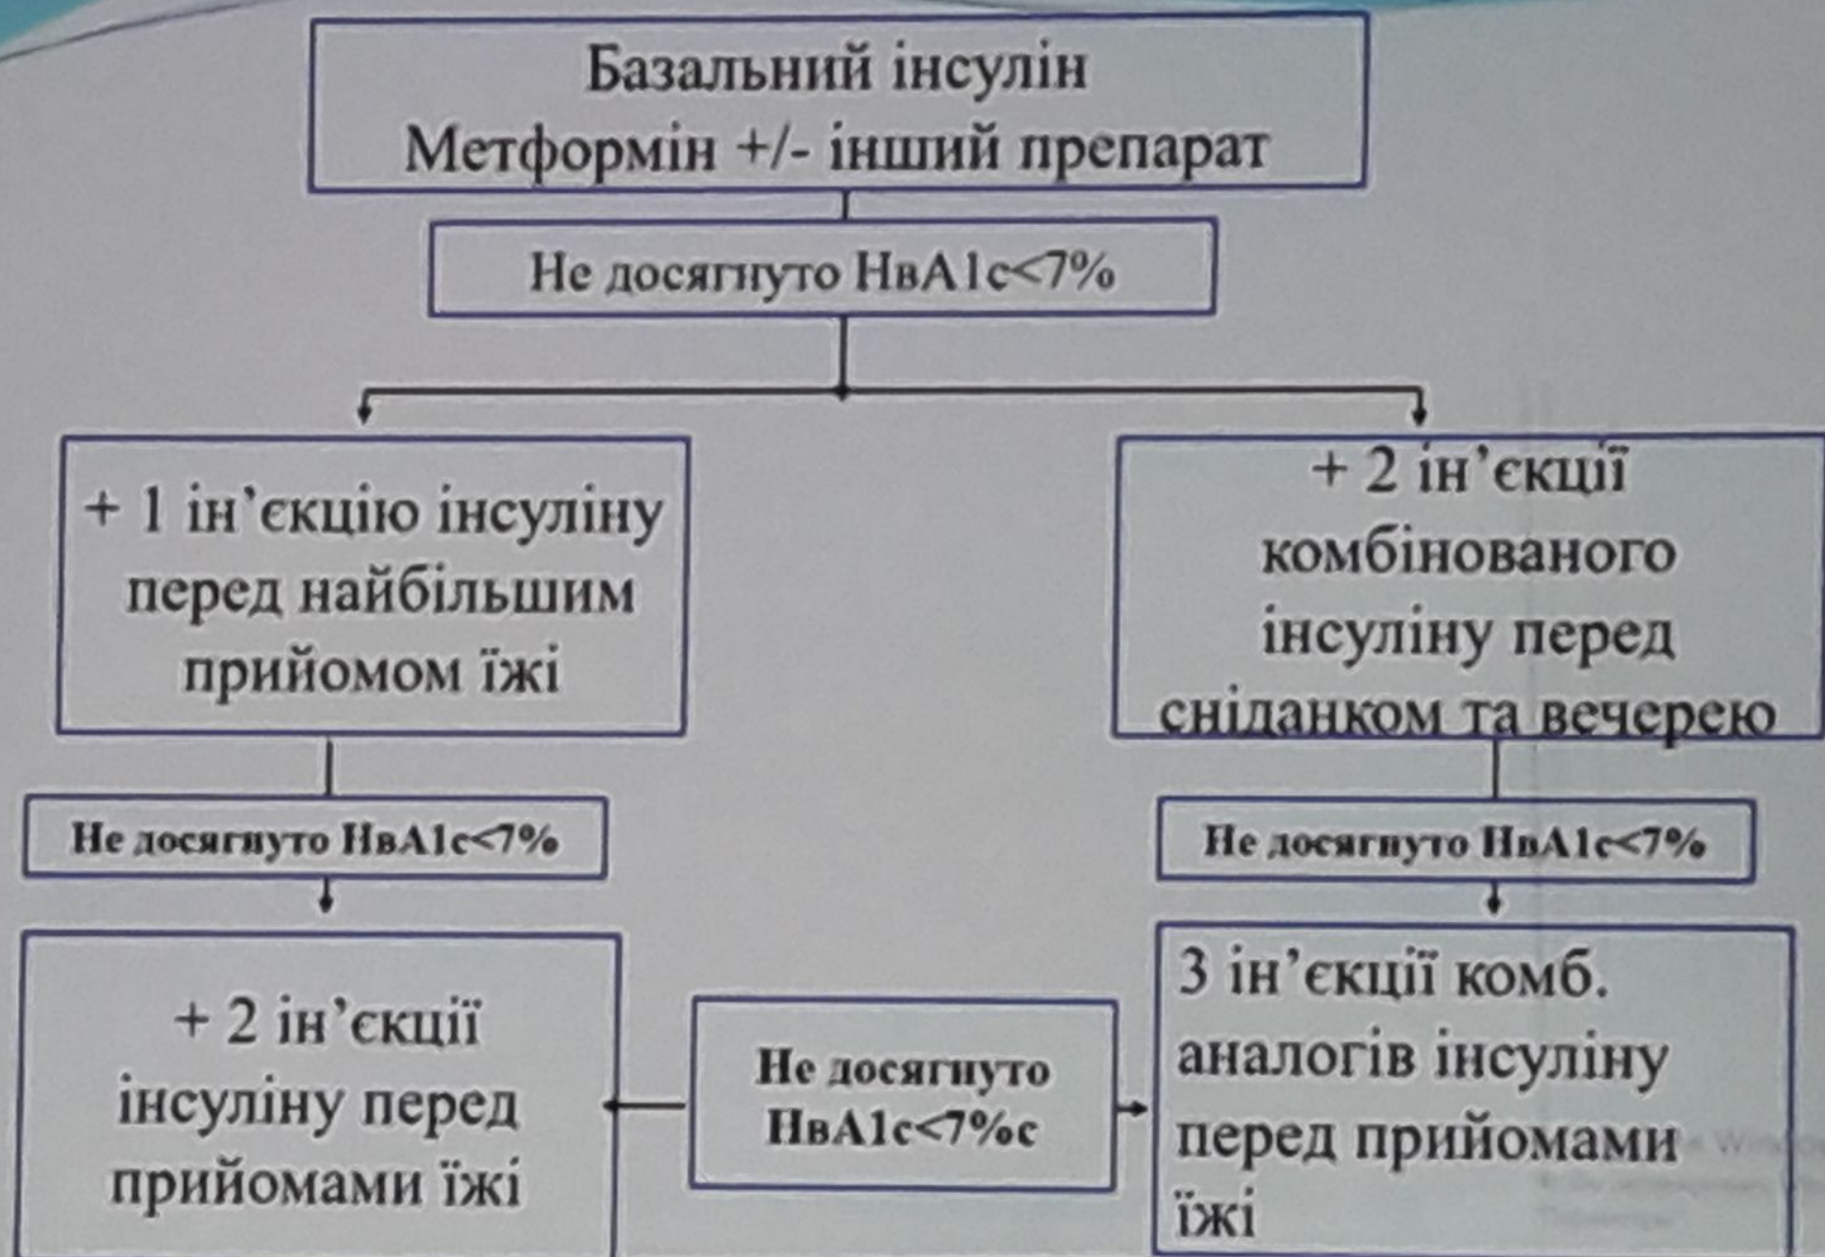 Базальний інсулін
Метформін +/- інший препарат
Не досягнуто НвА1с<7%
+ 1 ін’єкцію інсуліну
перед найбільшим
прийомом їжі
+ 2 ін’єкції
комбінованого
інсуліну перед
сніданком та вечерею
Не досягнуто НвА1с<7%
Не досягнуто НвА1с<7%
+ 2 ін’єкції
інсуліну перед
прийомами їжі
Не досягнуто
НвА1с<7%с
3 ін’єкції комб.
аналогів інсуліну
перед прийомами
їжі